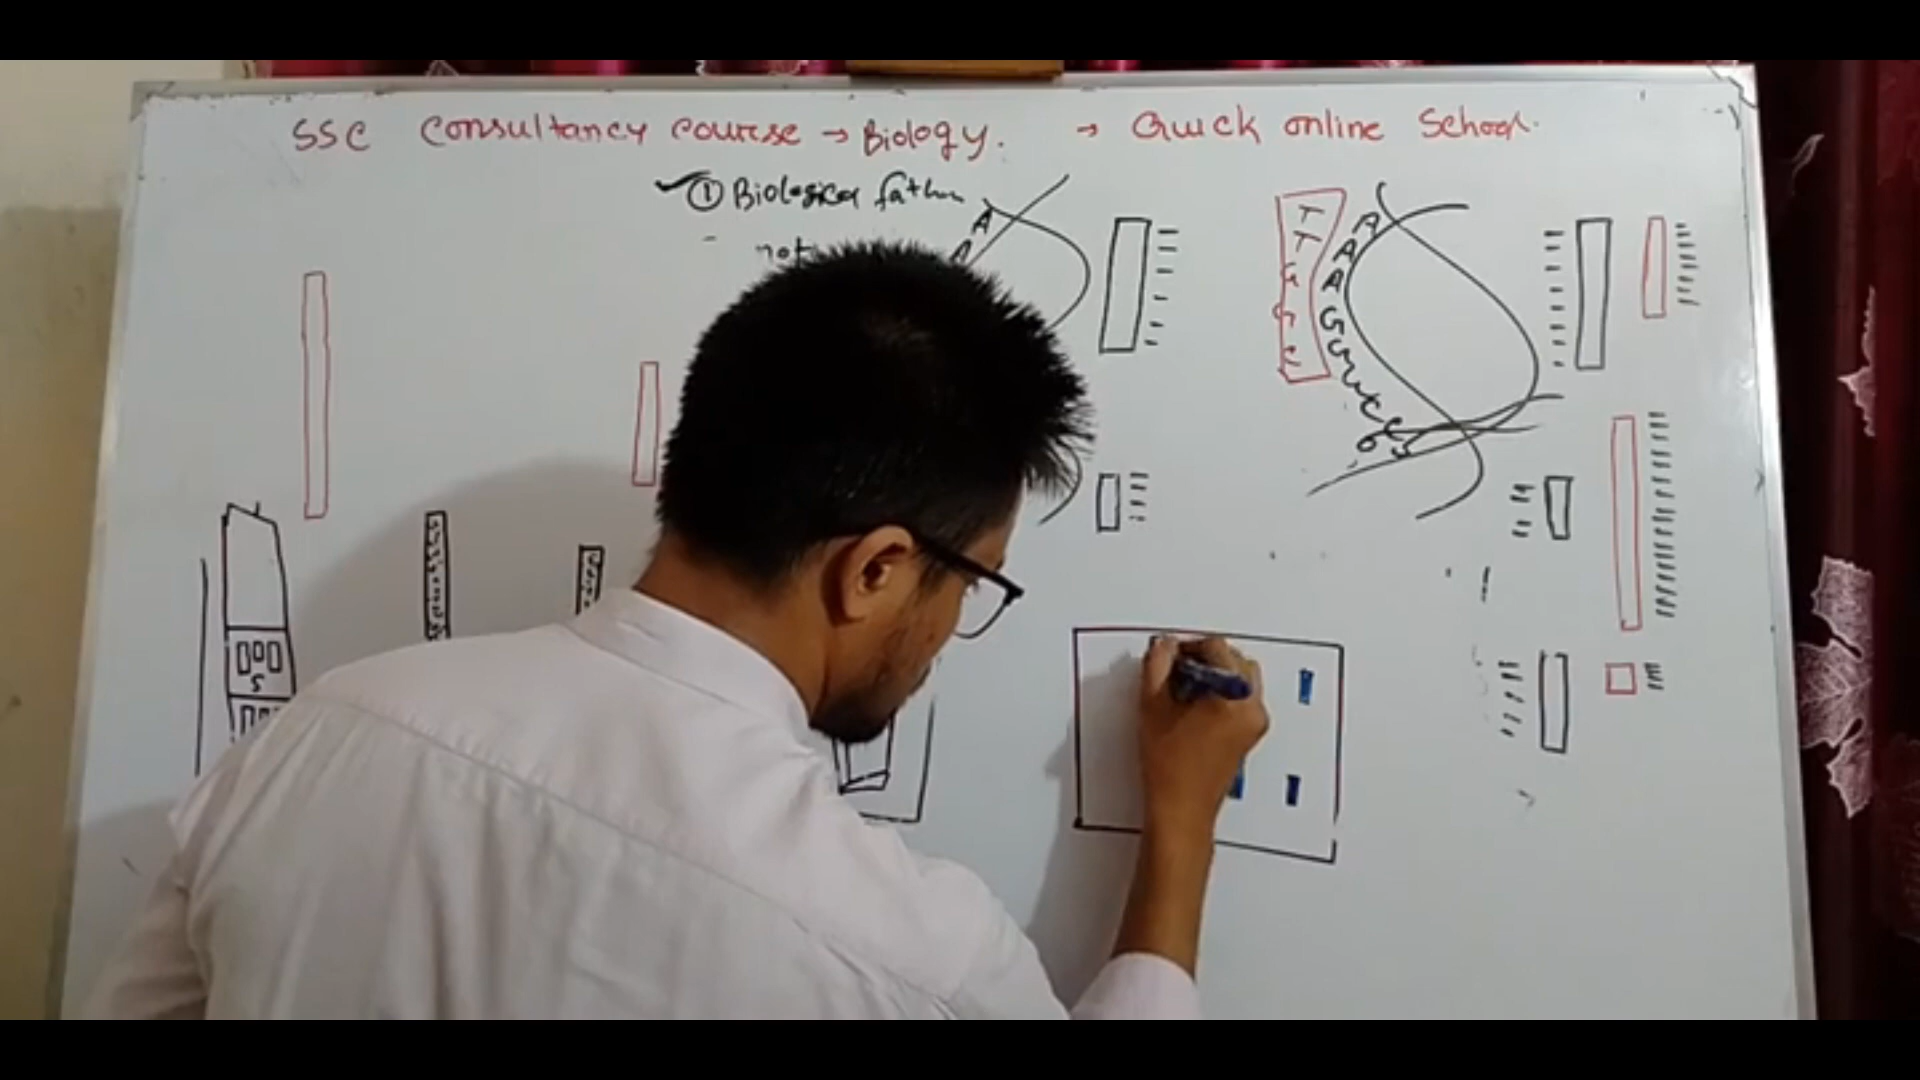 SSC Consultancy course → Biology. → Quick online School.
✓① Biological father
- not
A
A
T A
T A
G A
G G
C G
C
C
S